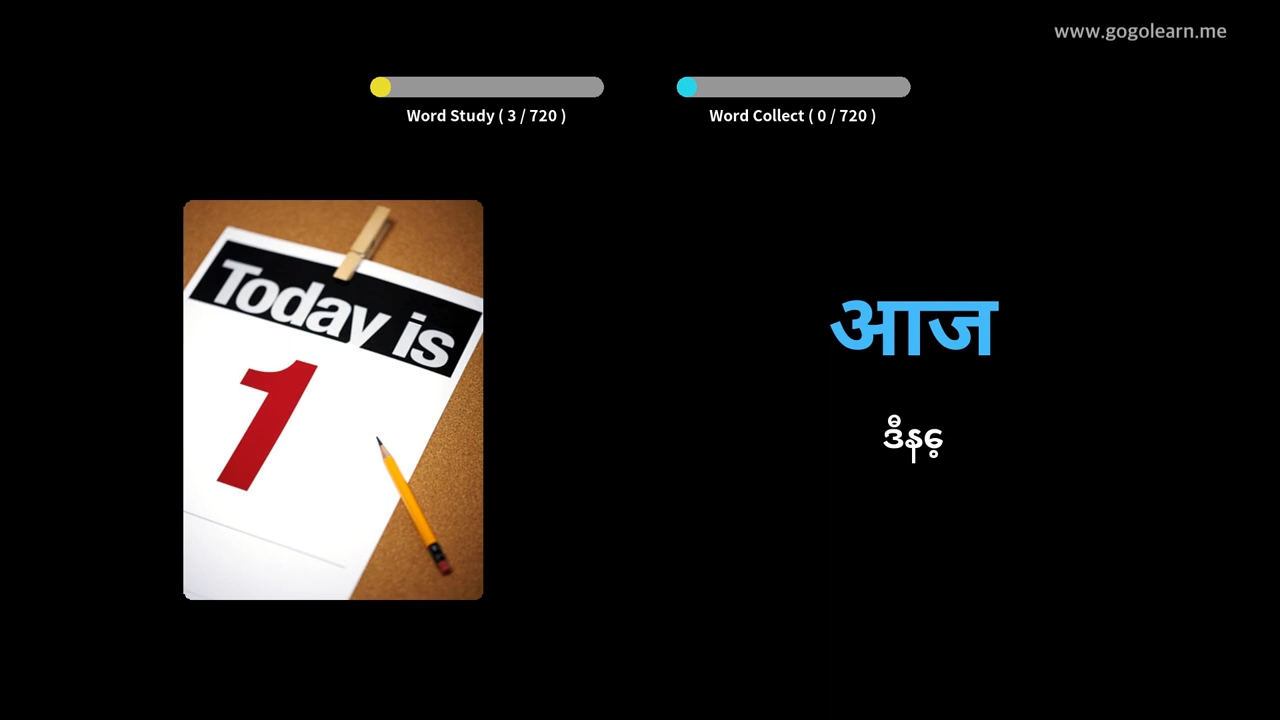 www.gogolearn.me
Word Study ( 3 / 720 )
Word Collect ( 0 / 720 )
Today is
1
आज
ဒီနေ့